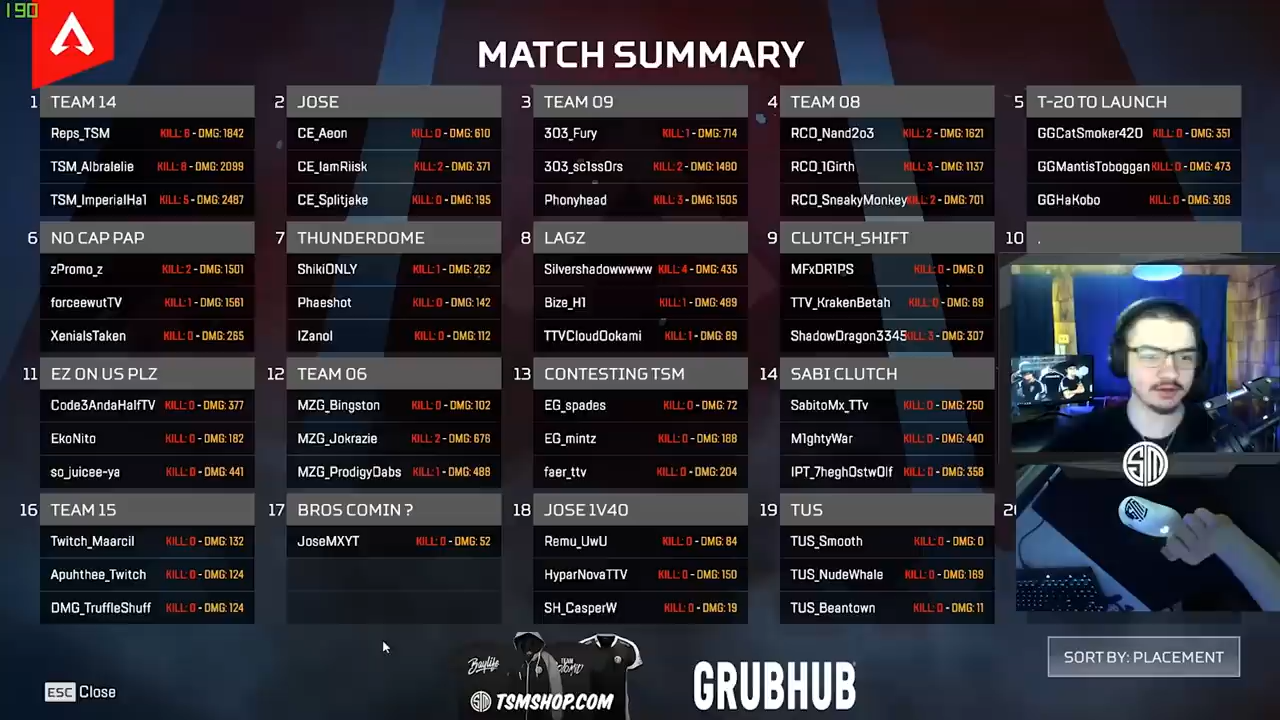 190
MATCH SUMMARY
1 TEAM 14
Reps_TSM KILL: 8 - DMG: 1842
TSM_Albralelie KILL: 8 - DMG: 2099
TSM_ImperialHal KILL: 5 - DMG: 2487
2 JOSE
CE_Aeon KILL: 0 - DMG: 610
CE_IamRiisk KILL: 2 - DMG: 371
CE_Splitjake KILL: 0 - DMG: 195
3 TEAM 09
303_Fury KILL: 1 - DMG: 714
303_sc1ss0rs KILL: 2 - DMG: 1480
Phonyhead KILL: 3 - DMG: 1505
4 TEAM 08
RCO_Nand2o3 KILL: 2 - DMG: 1621
RCO_1Girth KILL: 3 - DMG: 1137
RCO_SneakyMonkey KILL: 2 - DMG: 701
5 T-20 TO LAUNCH
GGCatSmoker420 KILL: 0 - DMG: 351
GGMantisToboggan KILL: 0 - DMG: 473
GGHaKobo KILL: 0 - DMG: 306
6 NO CAP PAP
zPromo_z KILL: 2 - DMG: 1501
forceewutTV KILL: 1 - DMG: 1561
XenialsTaken KILL: 0 - DMG: 265
7 THUNDERDOME
ShikiONLY KILL: 1 - DMG: 262
Phaeshot KILL: 0 - DMG: 142
IZanol KILL: 0 - DMG: 112
8 LAGZ
Silvershadowwwww KILL: 4 - DMG: 435
Bize_H1 KILL: 1 - DMG: 489
TTVCloudOokami KILL: 1 - DMG: 89
9 CLUTCH_SHIFT
MFxDR1PS KILL: 0 - DMG: 0
TTV_KrakenBetah KILL: 0 - DMG: 69
ShadowDragon3345 KILL: 3 - DMG: 307
10 .
11 EZ ON US PLZ
Code3AndaHalfTV KILL: 0 - DMG: 377
EkoNito KILL: 0 - DMG: 182
so_juicee-ya KILL: 0 - DMG: 441
12 TEAM 06
MZG_Bingston KILL: 0 - DMG: 102
MZG_Jokrazie KILL: 2 - DMG: 676
MZG_ProdigyDabs KILL: 1 - DMG: 488
13 CONTESTING TSM
EG_spades KILL: 0 - DMG: 72
EG_mintz KILL: 0 - DMG: 188
faer_ttv KILL: 0 - DMG: 204
14 SABI CLUTCH
SabitoMx_TTv KILL: 0 - DMG: 250
M1ghtyWar KILL: 0 - DMG: 440
IPT_7hegh0stw0lf KILL: 0 - DMG: 358
16 TEAM 15
Twitch_Maarcil KILL: 0 - DMG: 132
Apuhthee_Twitch KILL: 0 - DMG: 124
DMG_TruffleShuff KILL: 0 - DMG: 124
17 BROS COMIN ?
JoseMXYT KILL: 0 - DMG: 52
18 JOSE 1V40
Remu_UwU KILL: 0 - DMG: 84
HyparNovaTTV KILL: 0 - DMG: 150
SH_CasperW KILL: 0 - DMG: 19
19 TUS
TUS_Smooth KILL: 0 - DMG: 0
TUS_NudeWhale KILL: 0 - DMG: 169
TUS_Beantown KILL: 0 - DMG: 11
TSM
Baylife
TSM TSMSHOP.COM
GRUBHUB
SORT BY: PLACEMENT
ESC Close